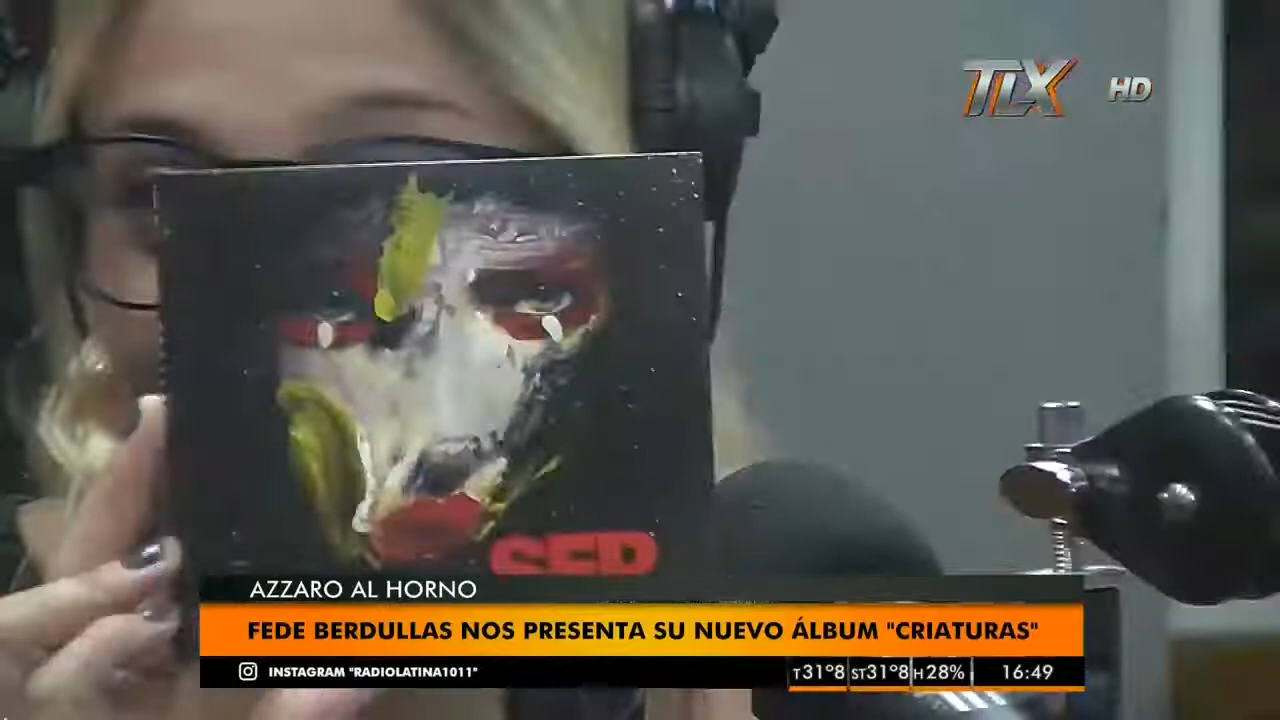 TLX HD
SED
AZZARO AL HORNO
FEDE BERDULLAS NOS PRESENTA SU NUEVO ÁLBUM "CRIATURAS"
INSTAGRAM "RADIOLATINA1011"
T31°8 ST31°8 H28% 16:49